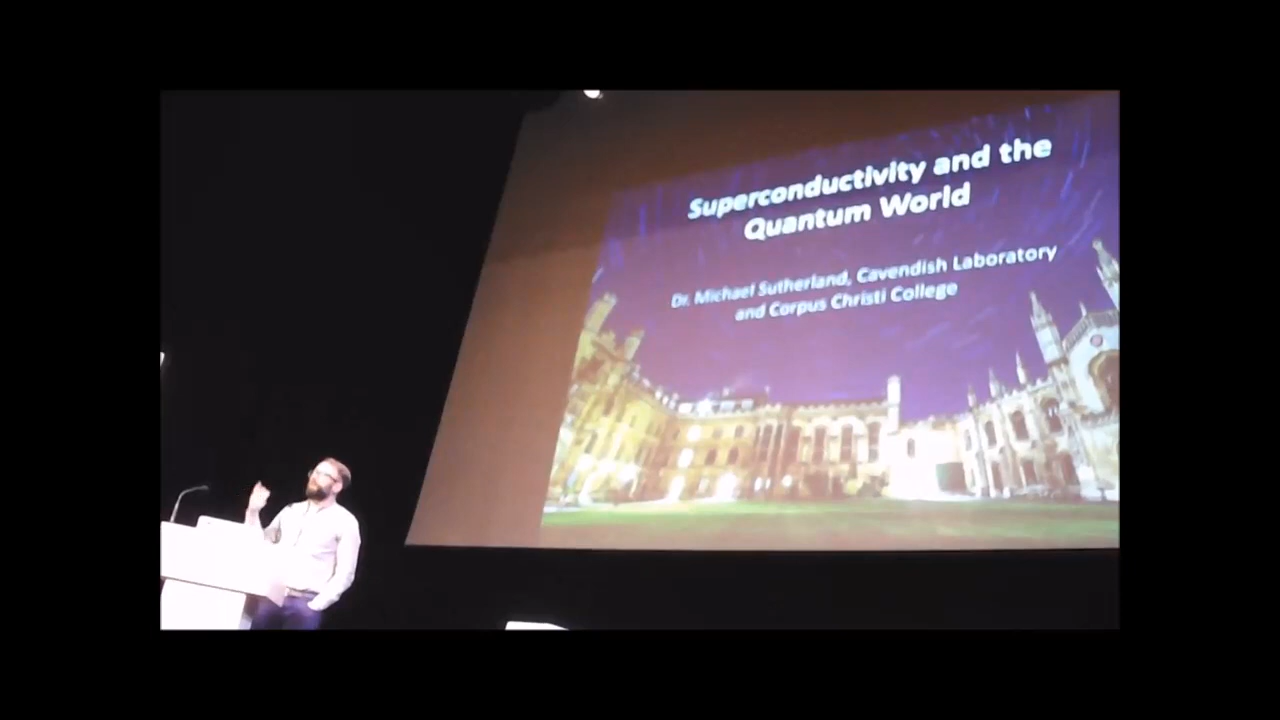 Superconductivity and the
Quantum World
Dr. Michael Sutherland, Cavendish Laboratory
and Corpus Christi College